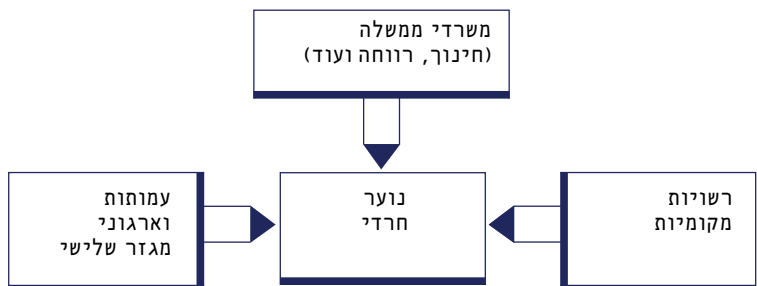 משרדי ממשלה
(חינוך, רווחה ועוד)
רשויות
מקומיות
נוער
חרדי
עמותות
וארגוני
מגזר שלישי